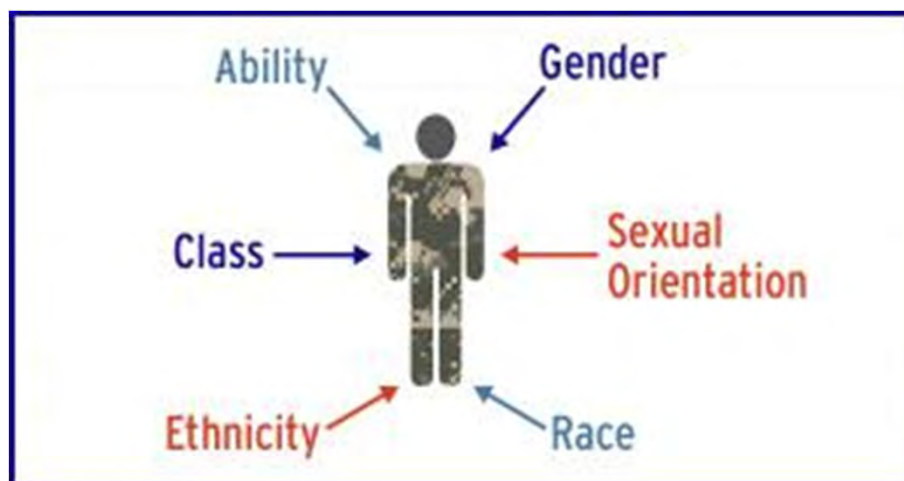 Ability
Gender
Class
Sexual
Orientation
Ethnicity
Race